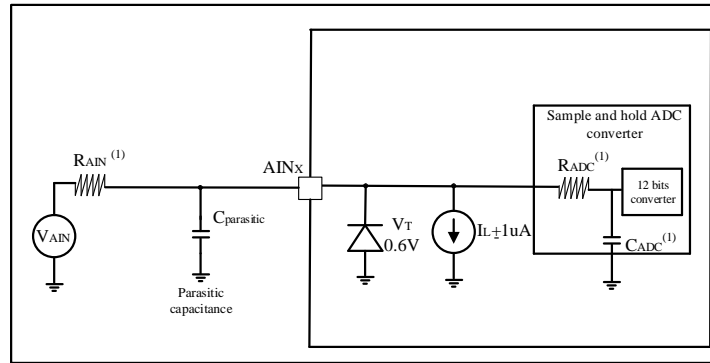 Sample and hold ADC
converter
RAIN (1)
AINx
RADC(1)
12 bits
converter
VAIN
Cparasitic
VT
0.6V
IL±1uA
CADC(1)
Parasitic
capacitance